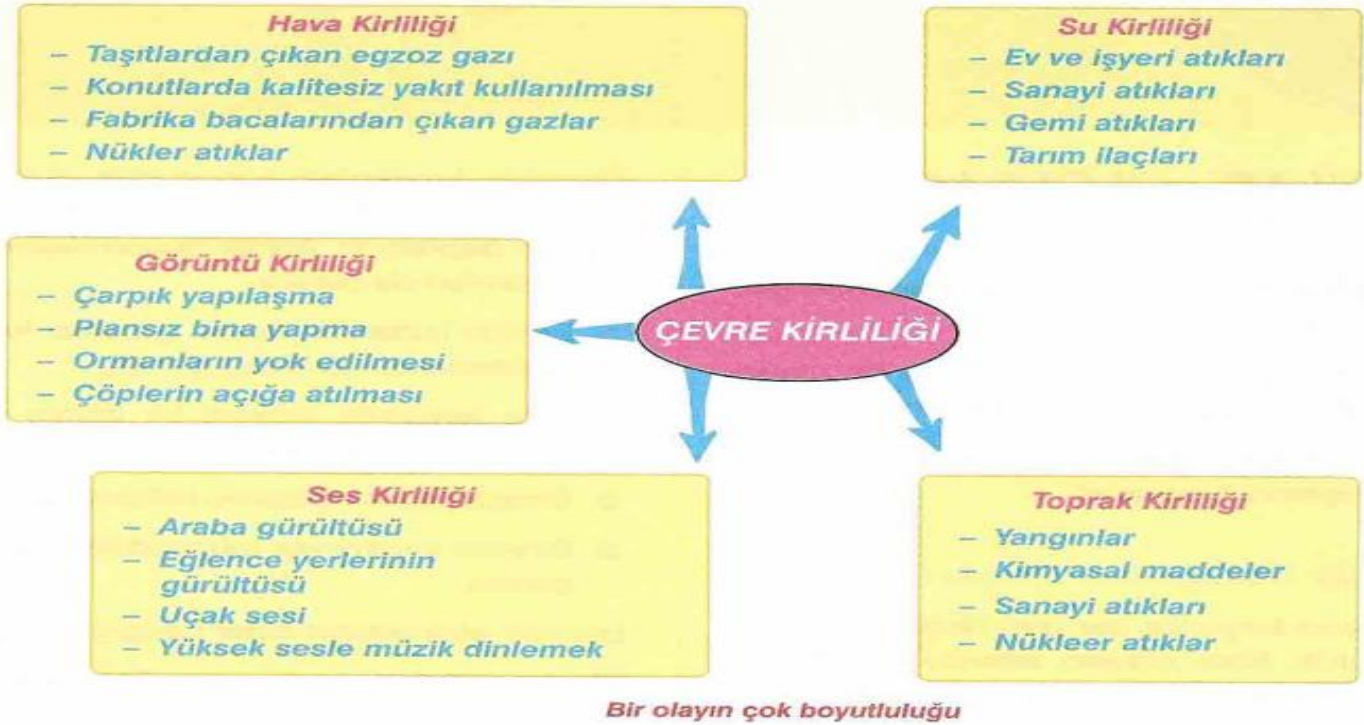 Hava Kirliliği
– Taşıtlardan çıkan egzoz gazı
– Konutlarda kalitesiz yakıt kullanılması
– Fabrika bacalarından çıkan gazlar
– Nükler atıklar
Su Kirliliği
– Ev ve işyeri atıkları
– Sanayi atıkları
– Gemi atıkları
– Tarım ilaçları
Görüntü Kirliliği
– Çarpık yapılaşma
– Plansız bina yapma
– Ormanların yok edilmesi
– Çöplerin açığa atılması
ÇEVRE KİRLİLİĞİ
Ses Kirliliği
– Araba gürültüsü
– Eğlence yerlerinin
gürültüsü
– Uçak sesi
– Yüksek sesle müzik dinlemek
Toprak Kirliliği
– Yangınlar
– Kimyasal maddeler
– Sanayi atıkları
– Nükleer atıklar
Bir olayın çok boyutluluğu